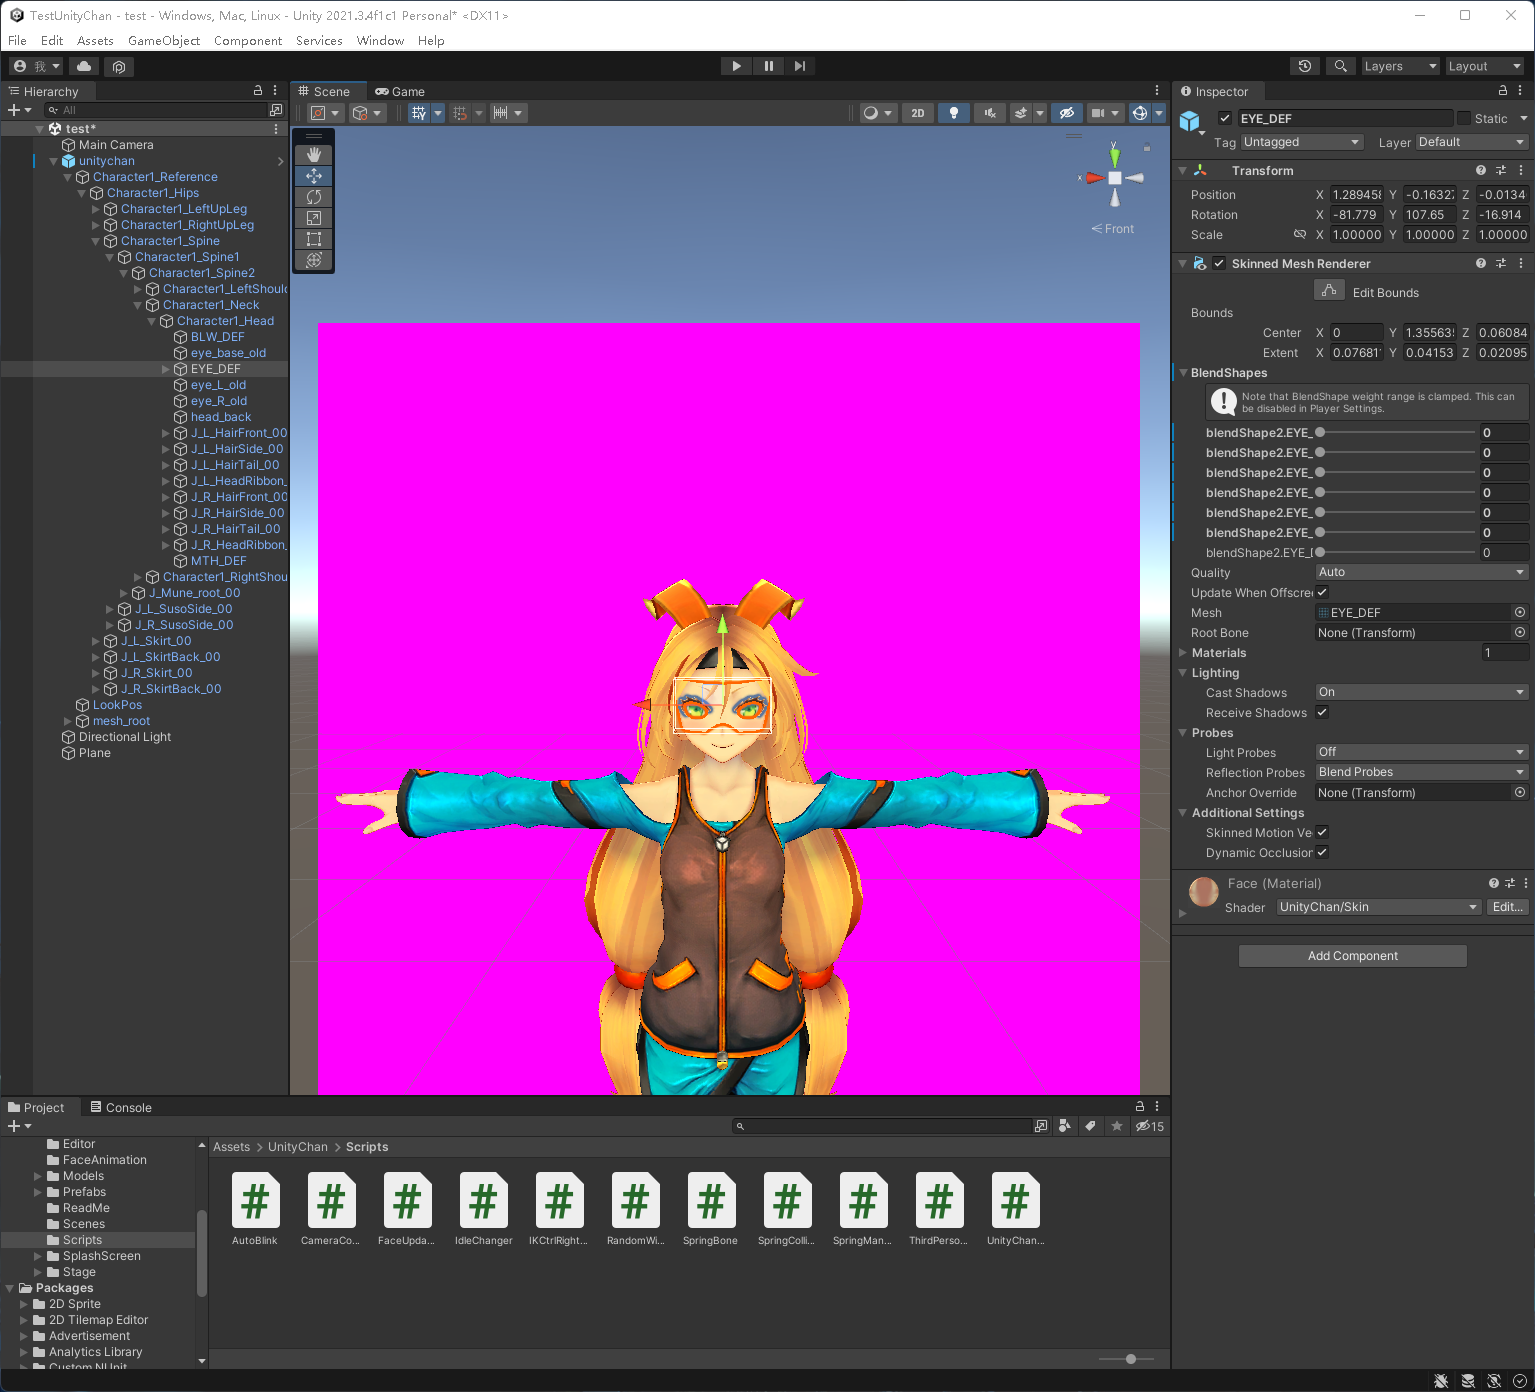 TestUnityChan - test - Windows, Mac, Linux - Unity 2021.3.4f1c1 Personal* <DX11>
File Edit Assets GameObject Component Services Window Help
我 Layers Layout
Hierarchy
All
test*
Main Camera
unitychan
Character1_Reference
Character1_Hips
Character1_LeftUpLeg
Character1_RightUpLeg
Character1_Spine
Character1_Spine1
Character1_Spine2
Character1_LeftShould
Character1_Neck
Character1_Head
BLW_DEF
eye_base_old
EYE_DEF
eye_L_old
eye_R_old
head_back
J_L_HairFront_00
J_L_HairSide_00
J_L_HairTail_00
J_L_HeadRibbon_
J_R_HairFront_00
J_R_HairSide_00
J_R_HairTail_00
J_R_HeadRibbon_
MTH_DEF
Character1_RightShou
J_Mune_root_00
J_L_SusoSide_00
J_R_SusoSide_00
J_L_Skirt_00
J_L_SkirtBack_00
J_R_Skirt_00
J_R_SkirtBack_00
LookPos
mesh_root
Directional Light
Plane
Scene Game
2D
y
x
Front
Inspector
EYE_DEF Static
Tag Untagged Layer Default
Transform
Position X 1.289458 Y -0.16327 Z -0.0134
Rotation X -81.779 Y 107.65 Z -16.914
Scale X 1.00000 Y 1.00000 Z 1.00000
Skinned Mesh Renderer
Edit Bounds
Bounds
Center X 0 Y 1.35563 Z 0.06084
Extent X 0.07681 Y 0.04153 Z 0.02095
BlendShapes
Note that BlendShape weight range is clamped. This can
be disabled in Player Settings.
blendShape2.EYE_ 0
blendShape2.EYE_ 0
blendShape2.EYE_ 0
blendShape2.EYE_ 0
blendShape2.EYE_ 0
blendShape2.EYE_ 0
blendShape2.EYE_ 0
Quality Auto
Update When Offscree
Mesh EYE_DEF
Root Bone None (Transform)
Materials 1
Lighting
Cast Shadows On
Receive Shadows
Probes
Light Probes Off
Reflection Probes Blend Probes
Anchor Override None (Transform)
Additional Settings
Skinned Motion Ve
Dynamic Occlusion
Face (Material)
Shader UnityChan/Skin Edit...
Add Component
Project Console
15
Editor
FaceAnimation
Models
Prefabs
ReadMe
Scenes
Scripts
SplashScreen
Stage
Packages
2D Sprite
2D Tilemap Editor
Advertisement
Analytics Library
Custom NUnit
Assets > UnityChan > Scripts
AutoBlink CameraCo... FaceUpda... IdleChanger IKCtrlRight... RandomWi... SpringBone SpringColli... SpringMan... ThirdPerso... UnityChan...